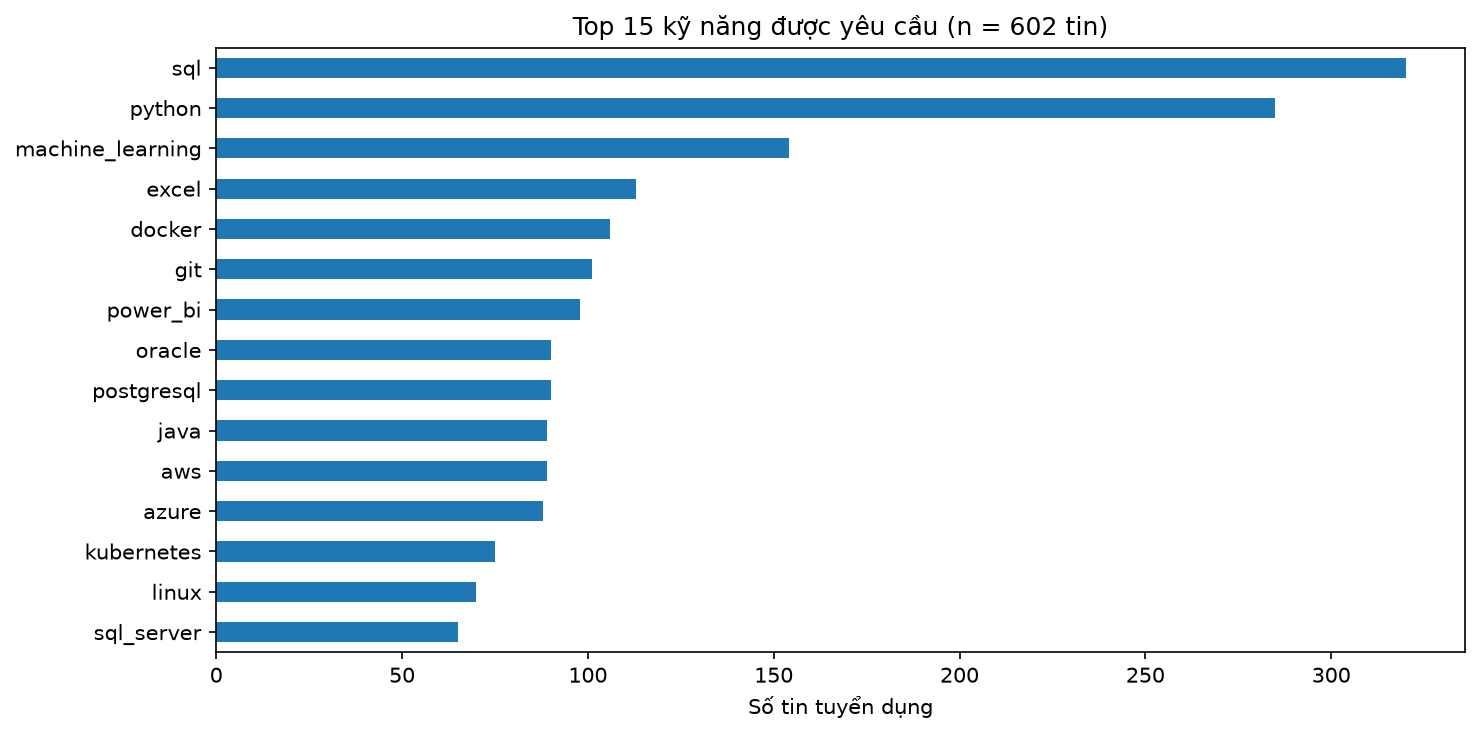 Top 15 kỹ năng được yêu cầu (n = 602 tin)
sql
python
machine_learning
excel
docker
git
power_bi
oracle
postgresql
java
aws
azure
kubernetes
linux
sql_server
0 50 100 150 200 250 300
Số tin tuyển dụng